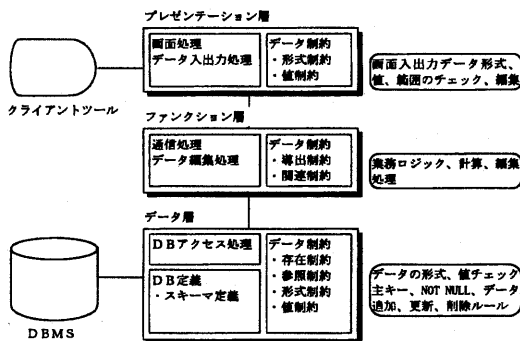 プレゼンテーション層
画面処理
データ入出力処理
データ制約
・形式制約
・値制約
画面入出力データ形式、
値、範囲のチェック、編集
クライアントツール
ファンクション層
通信処理
データ編集処理
データ制約
・導出制約
・関連制約
業務ロジック、計算、編集
処理
データ層
DBアクセス処理
DB定義
・スキーマ定義
データ制約
・存在制約
・参照制約
・形式制約
・値制約
データの形式、値チェック
主キー、NOT NULL、データ
追加、更新、削除ルール
DBMS